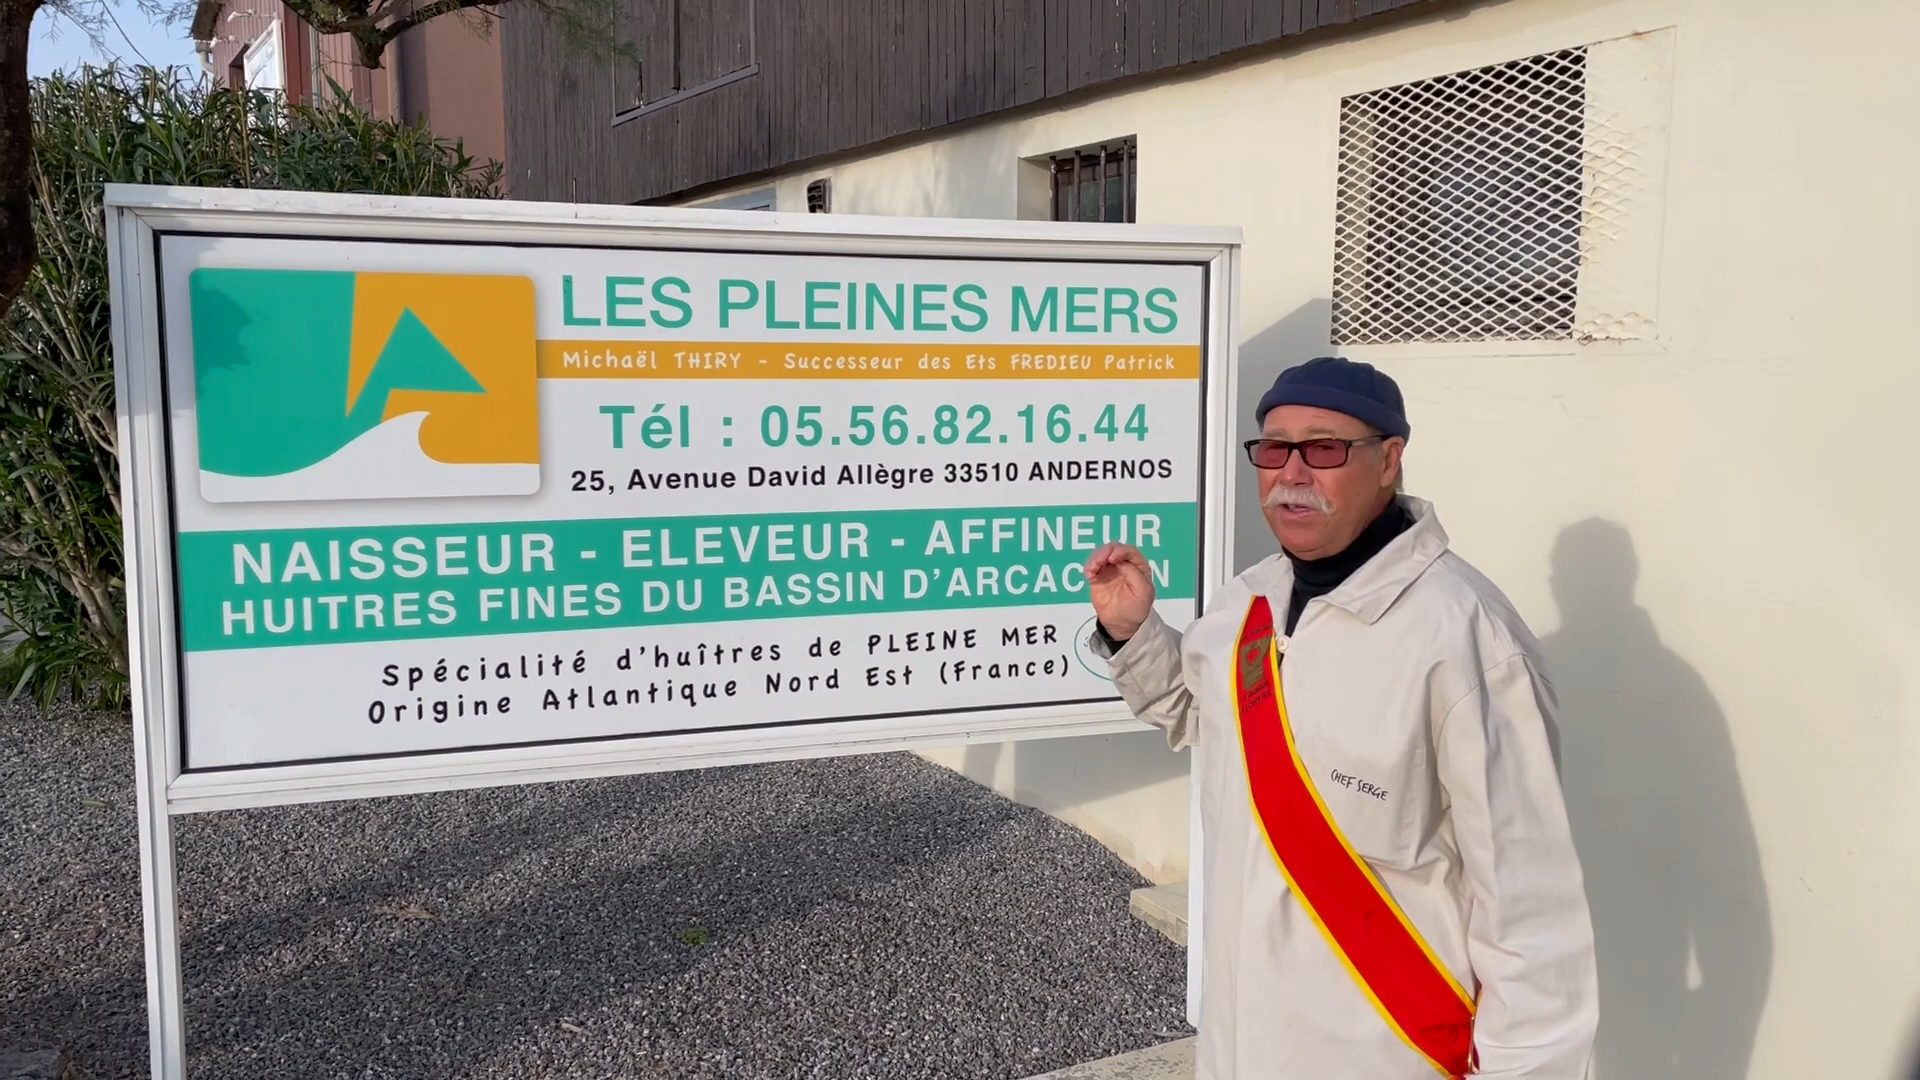 LES PLEINES MERS
Michaël THIRY - Successeur des Ets FREDIEU Patrick
Tél : 05.56.82.16.44
25, Avenue David Allègre 33510 ANDERNOS
NAISSEUR - ELEVEUR - AFFINEUR
HUITRES FINES DU BASSIN D'ARCAC N
Spécialité d'huîtres de PLEINE MER
Origine Atlantique Nord Est (France)
CHEF SERGE